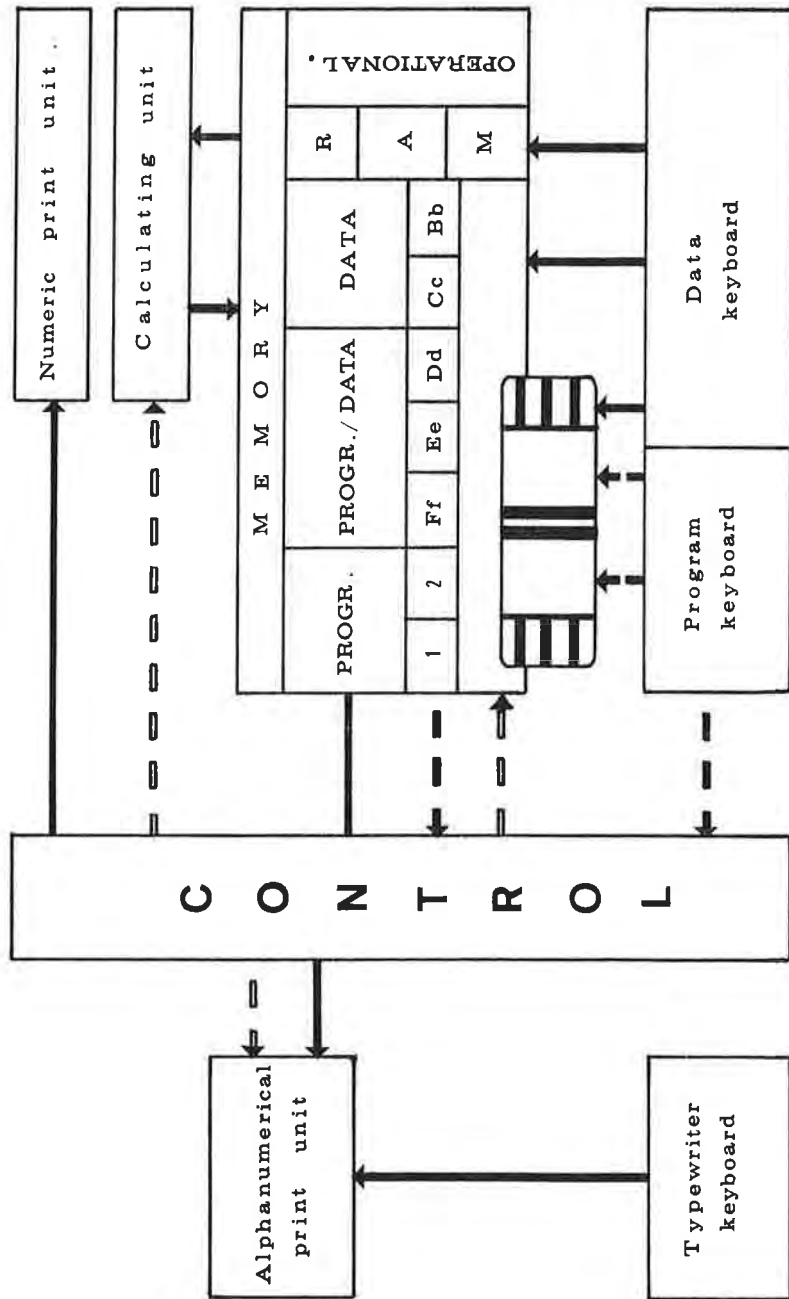 Numeric print unit.
Calculating unit
MEMORY
PROGR.
PROGR./DATA
DATA
R
A
M
OPERATIONAL.
1
2
Ff
Ee
Dd
Cc
Bb
CONTROL
Alphanumerical
print unit
Typewriter
keyboard
Program
keyboard
Data
keyboard